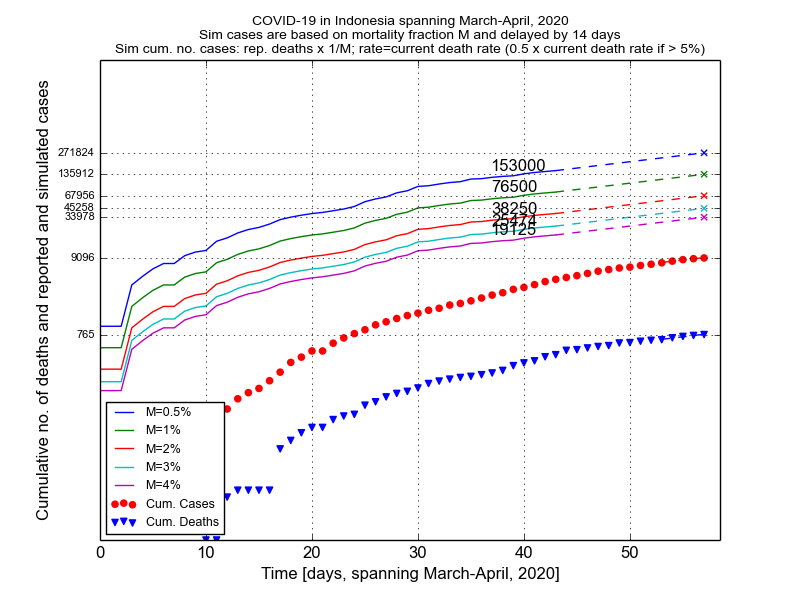 COVID-19 in Indonesia spanning March-April, 2020
Sim cases are based on mortality fraction M and delayed by 14 days
Sim cum. no. cases: rep. deaths x 1/M; rate=current death rate (0.5 x current death rate if > 5%)
Cumulative no. of deaths and reported and simulated cases
271824
135912
67956
45258
33978
9096
765
153000
76500
38250
25474
19125
M=0.5%
M=1%
M=2%
M=3%
M=4%
Cum. Cases
Cum. Deaths
0 10 20 30 40 50
Time [days, spanning March-April, 2020]